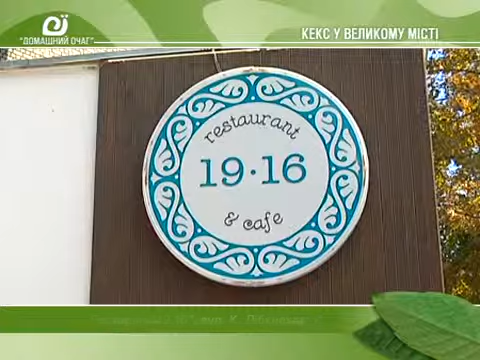 "ДОМАШНИЙ ОЧАГ"
КЕКС У ВЕЛИКОМУ МІСТІ
restaurant
19·16
& cafe